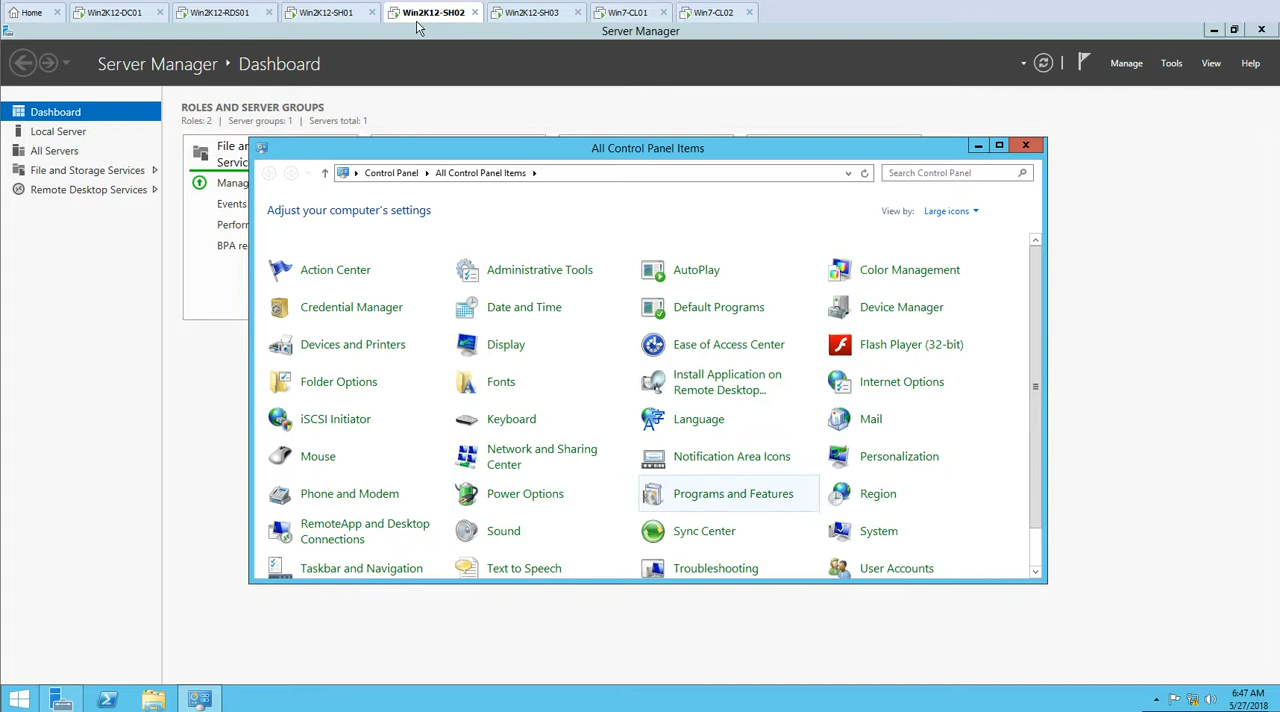 Home
Win2K12-DC01
Win2K12-RDS01
Win2K12-SH01
Win2K12-SH02
Win2K12-SH03
Win7-CL01
Win7-CL02
Server Manager
Server Manager
Dashboard
Manage
Tools
View
Help
Dashboard
Local Server
All Servers
File and Storage Services
Remote Desktop Services
ROLES AND SERVER GROUPS
Roles: 2 | Server groups: 1 | Servers total: 1
File an
Servic
Manag
Events
Perforr
BPA re
All Control Panel Items
Control Panel
All Control Panel Items
Search Control Panel
Adjust your computer's settings
View by: Large icons
Action Center
Administrative Tools
AutoPlay
Color Management
Credential Manager
Date and Time
Default Programs
Device Manager
Devices and Printers
Display
Ease of Access Center
Flash Player (32-bit)
Folder Options
Fonts
Install Application on
Remote Desktop...
Internet Options
iSCSI Initiator
Keyboard
Language
Mail
Mouse
Network and Sharing
Center
Notification Area Icons
Personalization
Phone and Modem
Power Options
Programs and Features
Region
RemoteApp and Desktop
Connections
Sound
Sync Center
System
Taskbar and Navigation
Text to Speech
Troubleshooting
User Accounts
6:47 AM
5/27/2018